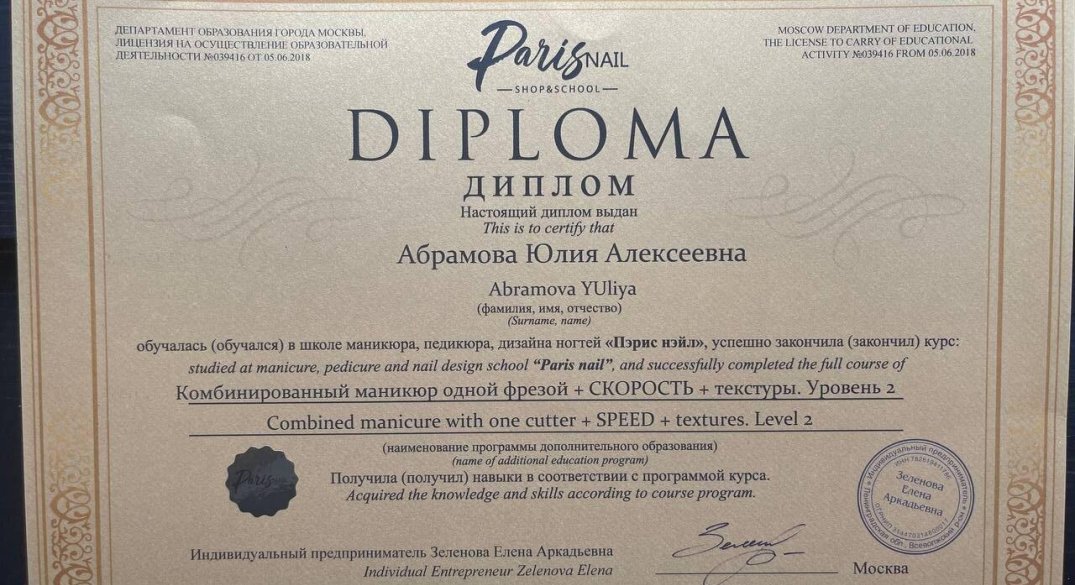 ДЕПАРТАМЕНТ ОБРАЗОВАНИЯ ГОРОДА МОСКВЫ,
ЛИЦЕНЗИЯ НА ОСУЩЕСТВЛЕНИЕ ОБРАЗОВАТЕЛЬНОЙ
ДЕЯТЕЛЬНОСТИ №039416 ОТ 05.06.2018
Paris NAIL
SHOP&SCHOOL
MOSCOW DEPARTMENT OF EDUCATION,
THE LICENSE TO CARRY OF EDUCATIONAL
ACTIVITY №039416 FROM 05.06.2018
DIPLOMA
ДИПЛОМ
Настоящий диплом выдан
This is to certify that
Абрамова Юлия Алексеевна
Abramova YUliya
(фамилия, имя, отчество)
(Surname, name)
обучалась (обучался) в школе маникюра, педикюра, дизайна ногтей «Пэрис нэйл», успешно закончила (закончил) курс:
studied at manicure, pedicure and nail design school “Paris nail”, and successfully completed the full course of
Комбинированный маникюр одной фрезой + СКОРОСТЬ + текстуры. Уровень 2
Combined manicure with one cutter + SPEED + textures. Level 2
(наименование программы дополнительного образования)
(name of additional education program)
Получила (получил) навыки в соответствии с программой курса.
Acquired the knowledge and skills according to course program.
Paris
Индивидуальный предприниматель
Зеленова
Елена
Аркадьевна
Ленинградская обл. Всеволожский рон
Индивидуальный предприниматель Зеленова Елена Аркадьевна
Individual Entrepreneur Zelenova Elena
Москва